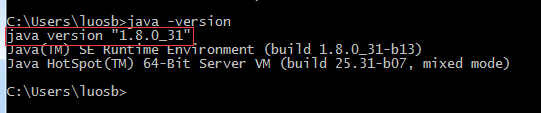 C:\Users\luosb>java -version
java version "1.8.0_31"
Java(TM) SE Runtime Environment (build 1.8.0_31-b13)
Java HotSpot(TM) 64-Bit Server VM (build 25.31-b07, mixed mode)
C:\Users\luosb>